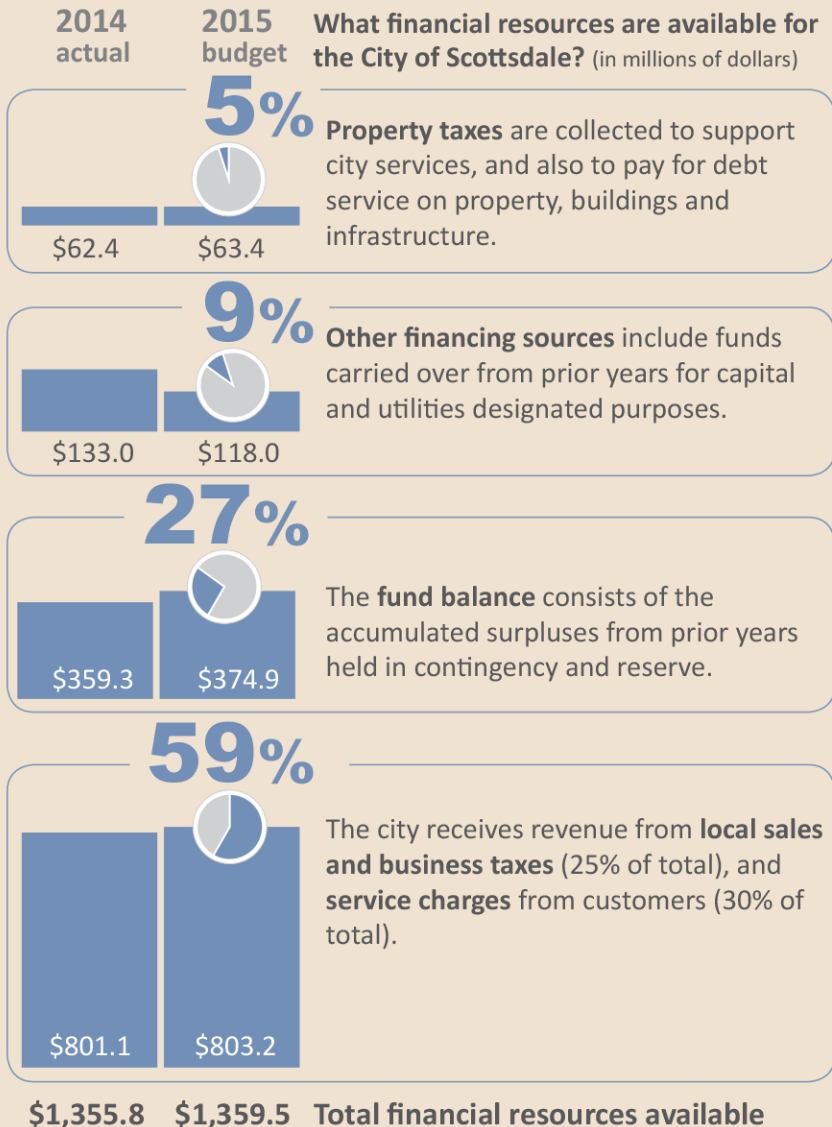 2014 actual
2015 budget
What financial resources are available for
the City of Scottsdale? (in millions of dollars)
5%
Property taxes are collected to support
city services, and also to pay for debt
service on property, buildings and
infrastructure.
$62.4 $63.4
9%
Other financing sources include funds
carried over from prior years for capital
and utilities designated purposes.
$133.0 $118.0
27%
The fund balance consists of the
accumulated surpluses from prior years
held in contingency and reserve.
$359.3 $374.9
59%
The city receives revenue from local sales
and business taxes (25% of total), and
service charges from customers (30% of
total).
$801.1 $803.2
$1,355.8 $1,359.5 Total financial resources available